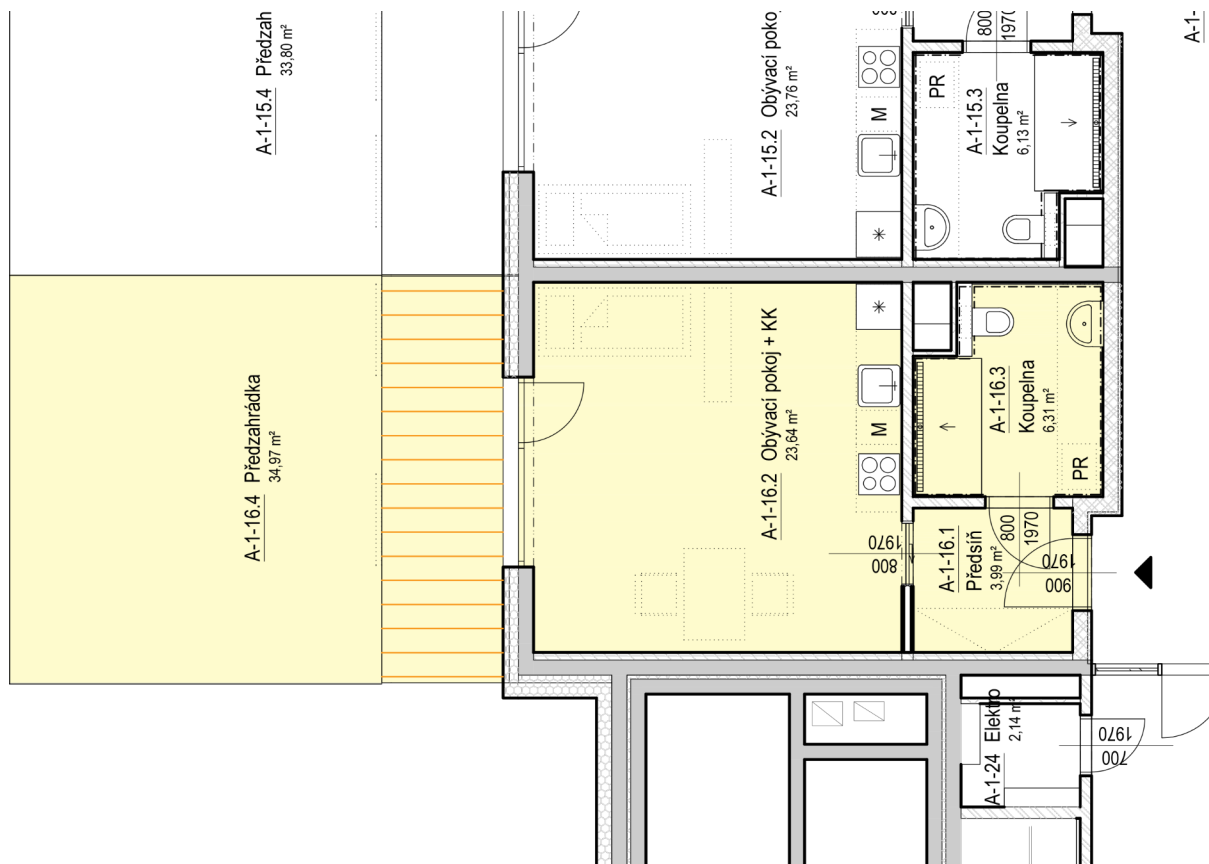 A-1-15.4 Předzah
33,80 m²
A-1-15.2 Obývací poko
23,76 m²
800
1970
PR
M
A-1-15.3
Koupelna
6,13 m²
A-1-
A-1-16.4 Předzahrádka
34,97 m²
A-1-16.2 Obývací pokoj + KK
23,64 m²
M
A-1-16.3
Koupelna
6,31 m²
PR
1970
800
A-1-16.1
Předsíň
3,99 m²
800
1970
1970
900
A-1-24 Elektro
2,14 m²
1970
700